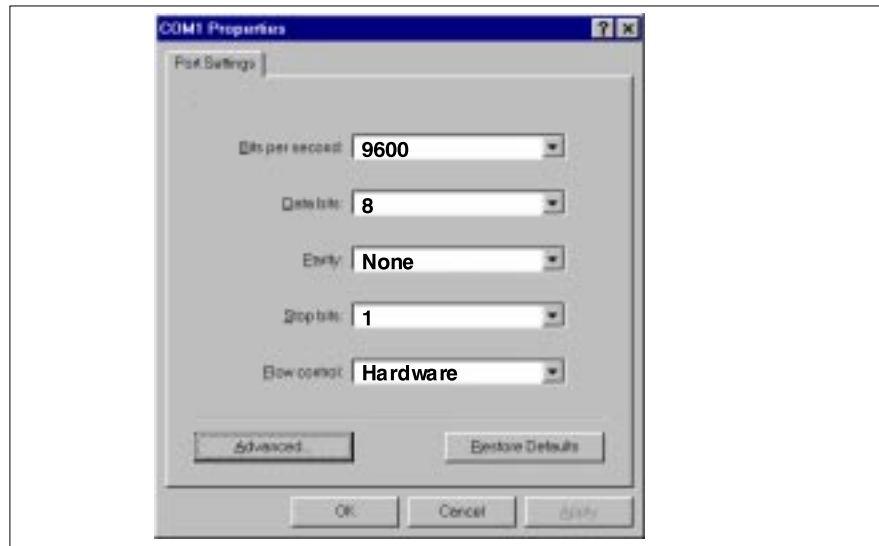 COM1 Properties
Port Settings
Bits per second: 9600
Data bits: 8
Parity: None
Stop bits: 1
Flow control: Hardware
Advanced...
Restore Defaults
OK
Cancel
Apply